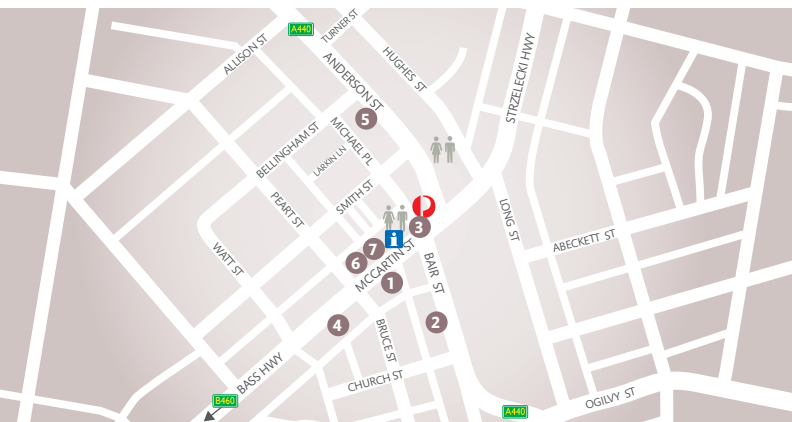 A440
TURNER ST
ALLISON ST
HUGHES ST
STRZELECKI HWY
ANDERSON ST
5
MICHAEL PL
BELLINGHAM ST
LARKIN LN
SMITH ST
PEART ST
LONG ST
3
i
ABECKETT ST
WATT ST
7
6
MCCARTIN ST
BAIR ST
1
4
2
BRUCE ST
BASS HWY
CHURCH ST
B460
A440
OGILVY ST